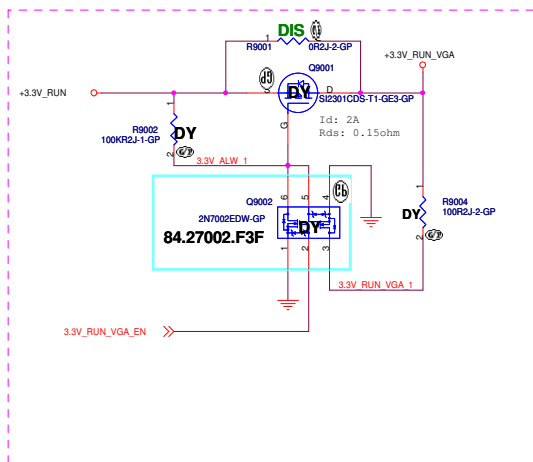 DIS
1
R9001
0R2J-2-GP
+3.3V_RUN_VGA
Q9001
+3.3V_RUN
DY
D
SI2301CDS-T1-GE3-GP
1
G
Id: 2A
Rds: 0.15ohm
R9002
DY
100KR2J-1-GP
2
3.3V_ALW_1
1
6
5
4
Q9002
2N7002EDW-GP
DY
84.27002.F3F
R9004
DY
100R2J-2-GP
2
1
2
3
3.3V_RUN_VGA_1
3.3V_RUN_VGA_EN